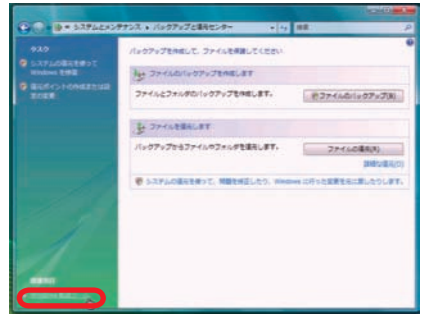 システムとメンテナンス ▸ バックアップと復元センター
検索
タスク
システムの復元を使って
Windows を修復
復元ポイントの作成または設
定の変更
バックアップを作成して、ファイルを保護してください
ファイルのバックアップを作成します
ファイルとフォルダのバックアップを作成します。
ファイルのバックアップ(B)
ファイルを復元します
バックアップからファイルやフォルダを復元します。
ファイルの復元(R)
詳細な復元(D)
システムの復元を使って、問題を修正したり、Windows に行った変更を元に戻したりします。
関連項目